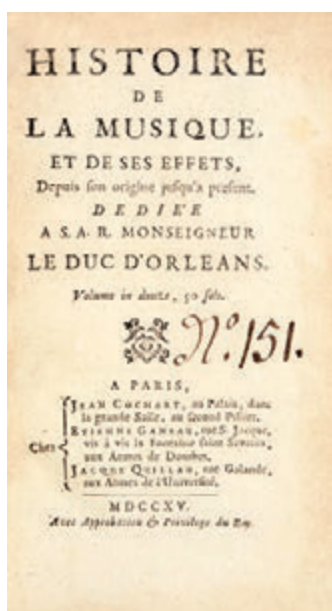 HISTOIRE
DE
LA MUSIQUE,
ET DE SES EFFETS,
Depuis son origine jusqu'à present.
DEDIÉE
A S. A. R. MONSEIGNEUR
LE DUC D'ORLEANS.
Volume in douze, 50 sols.
N.º 151.
A PARIS,
JEAN COCHART, au Palais, dans
la grande Salle, au second Pilier.
Chez ETIENNE GANEAU, rue S. Jacque,
vis à vis la Fontaine saint Severin,
aux Armes de Dombes.
JACQUE QUILLAU, rue Galande,
aux Armes de l'Université.
MDCCXV.
Avec Approbation & Privilege du Roy.